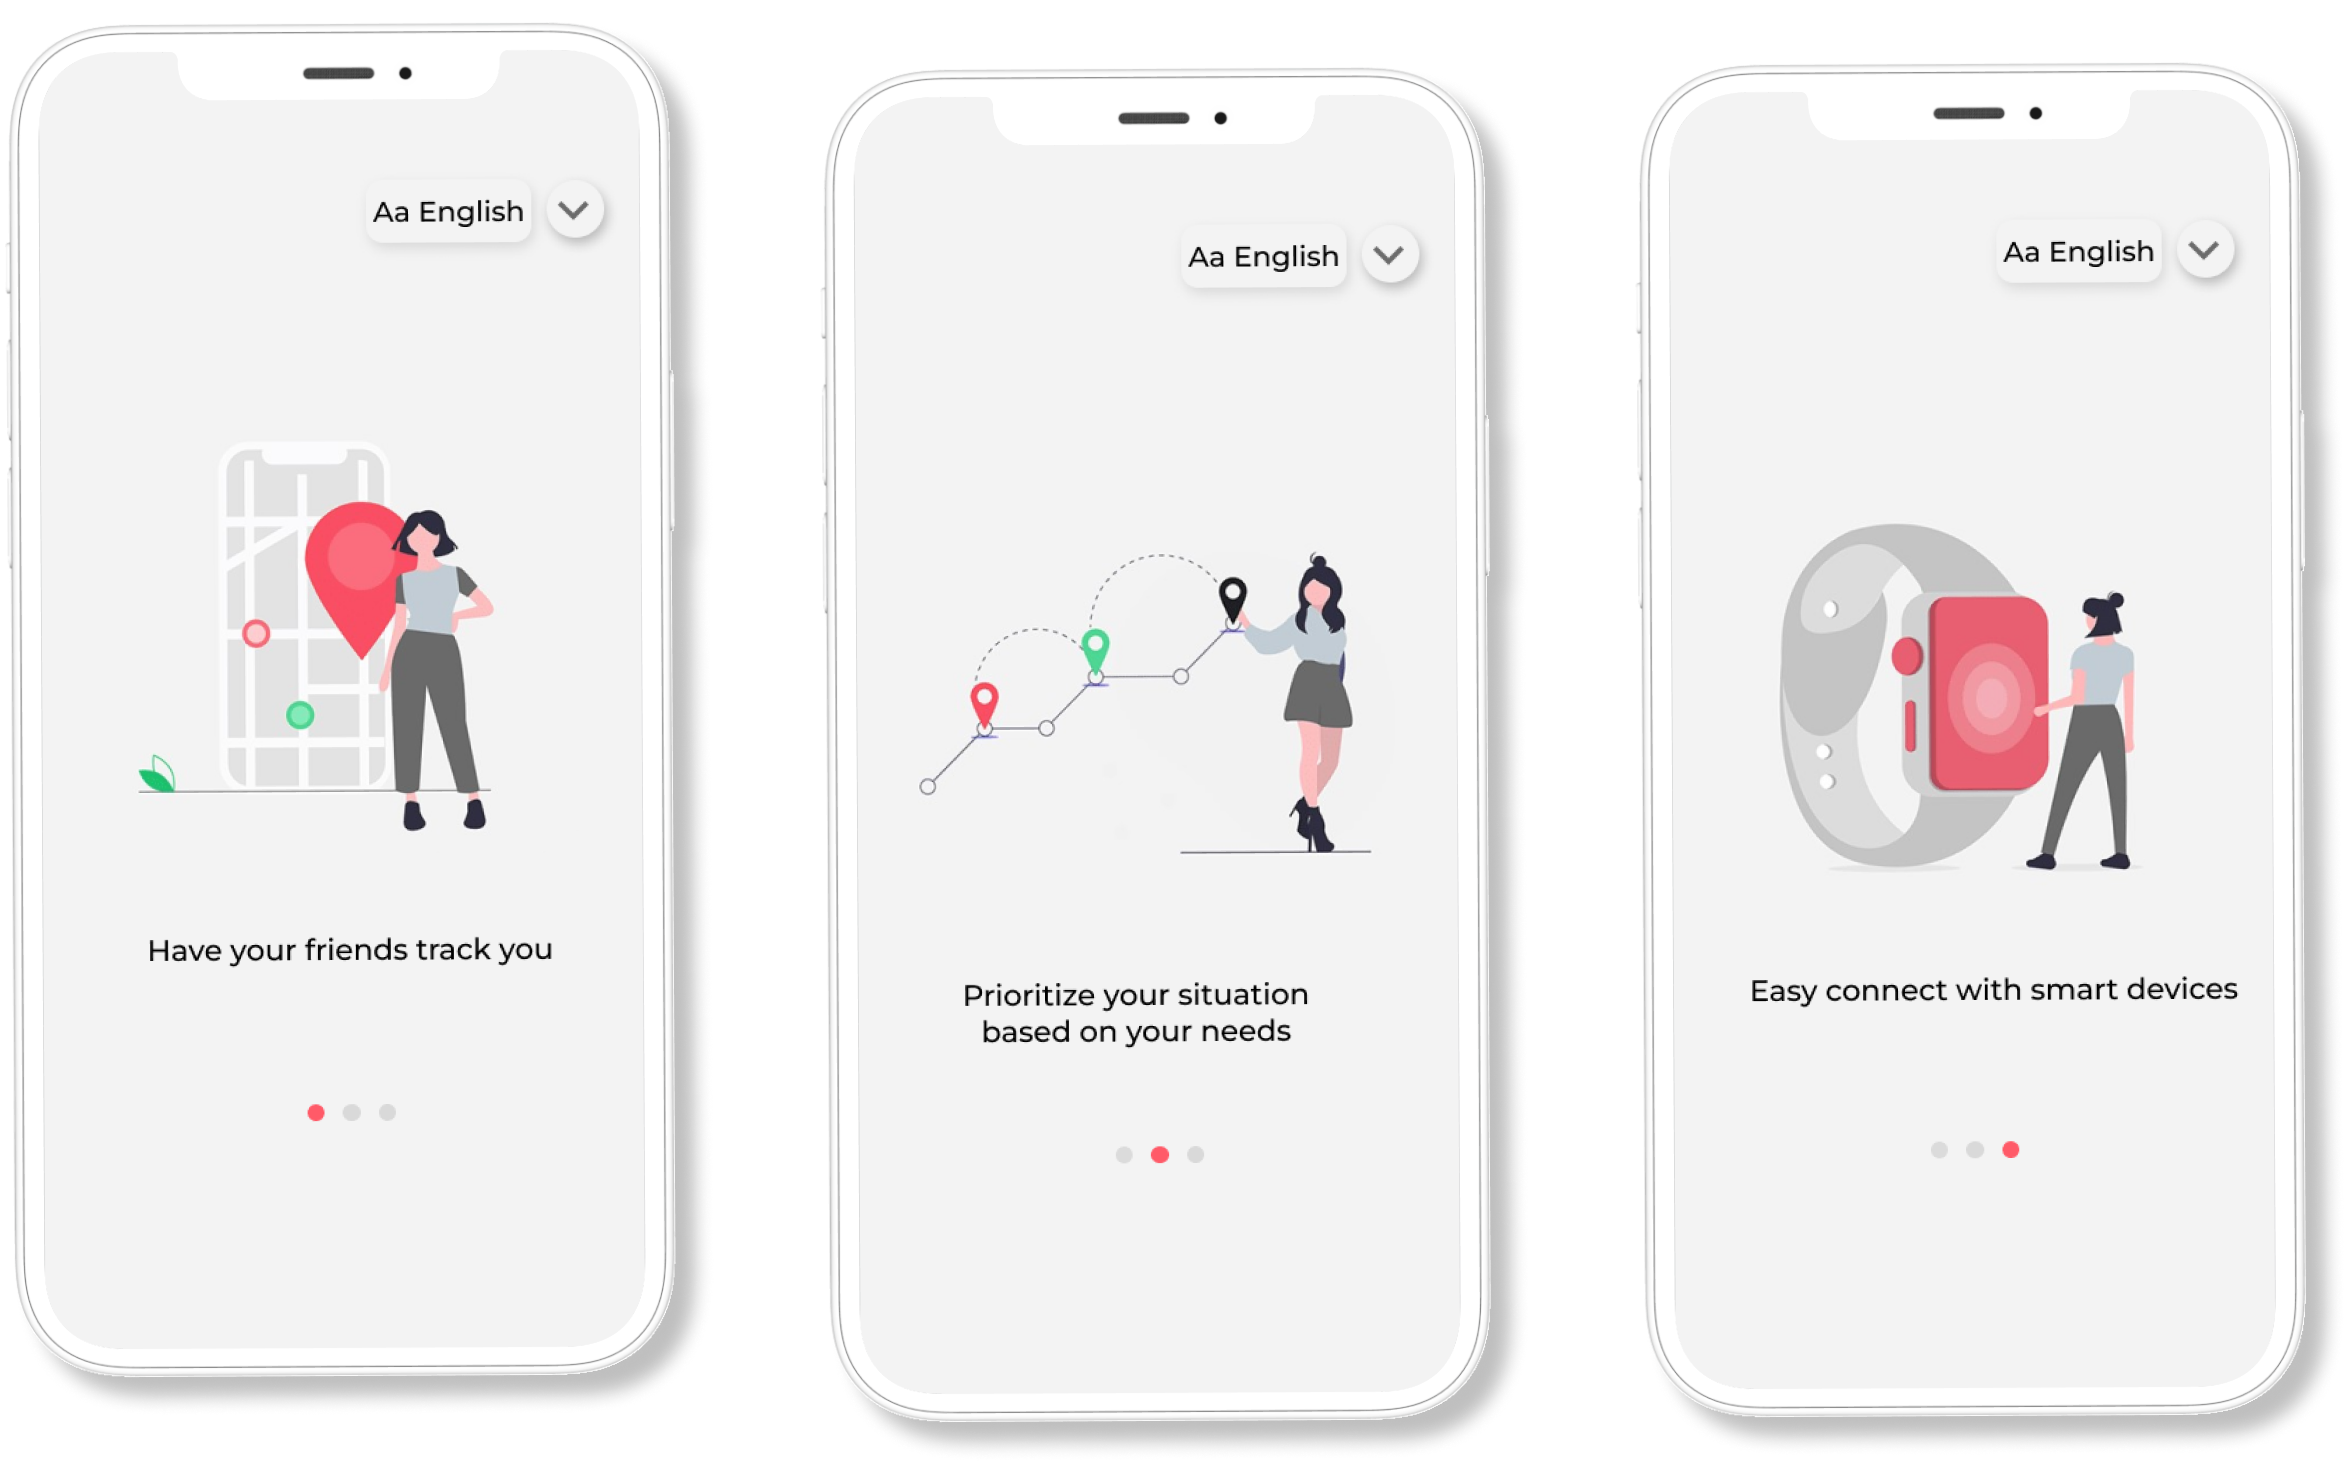 Aa English
Have your friends track you
Aa English
Prioritize your situation
based on your needs
Aa English
Easy connect with smart devices